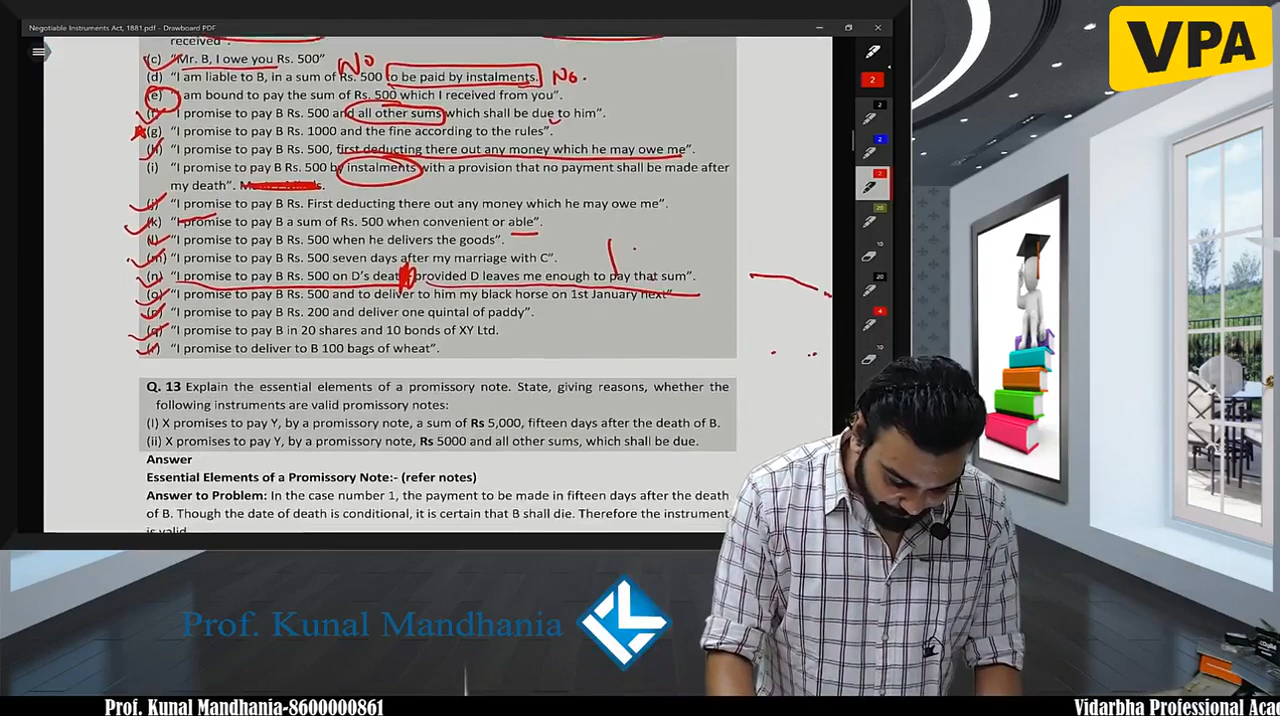 Negotiable Instruments Act, 1881.pdf - Drawboard PDF
VPA
received".
(c) "Mr. B, I owe you Rs. 500"
No
(d) "I am liable to B, in a sum of Rs. 500 to be paid by instalments. No.
(e) "I am bound to pay the sum of Rs. 500 which I received from you".
"I promise to pay B Rs. 500 and all other sums which shall be due to him".
(g) "I promise to pay B Rs. 1000 and the fine according to the rules".
(h) "I promise to pay B Rs. 500, first deducting there out any money which he may owe me".
(i) "I promise to pay B Rs. 500 by instalments with a provision that no payment shall be made after
my death".
(j) "I promise to pay B Rs. First deducting there out any money which he may owe me".
(k) "I promise to pay B a sum of Rs. 500 when convenient or able".
(l) "I promise to pay B Rs. 500 when he delivers the goods".
(m) "I promise to pay B Rs. 500 seven days after my marriage with C".
(n) "I promise to pay B Rs. 500 on D's death provided D leaves me enough to pay that sum".
(o) "I promise to pay B Rs. 500 and to deliver to him my black horse on 1st January next"
(p) "I promise to pay B Rs. 200 and deliver one quintal of paddy".
(q) "I promise to pay B in 20 shares and 10 bonds of XY Ltd.
(r) "I promise to deliver to B 100 bags of wheat".
Q. 13 Explain the essential elements of a promissory note. State, giving reasons, whether the
following instruments are valid promissory notes:
(I) X promises to pay Y, by a promissory note, a sum of Rs 5,000, fifteen days after the death of B.
(ii) X promises to pay Y, by a promissory note, Rs 5000 and all other sums, which shall be due.
Answer
Essential Elements of a Promissory Note:- (refer notes)
Answer to Problem: In the case number 1, the payment to be made in fifteen days after the death
of B. Though the date of death is conditional, it is certain that B shall die. Therefore the instrument
is valid
2
2
2
2
20
10
20
4
10
Prof. Kunal Mandhania
Prof. Kunal Mandhania-8600000861
Vidarbha Professional Acad